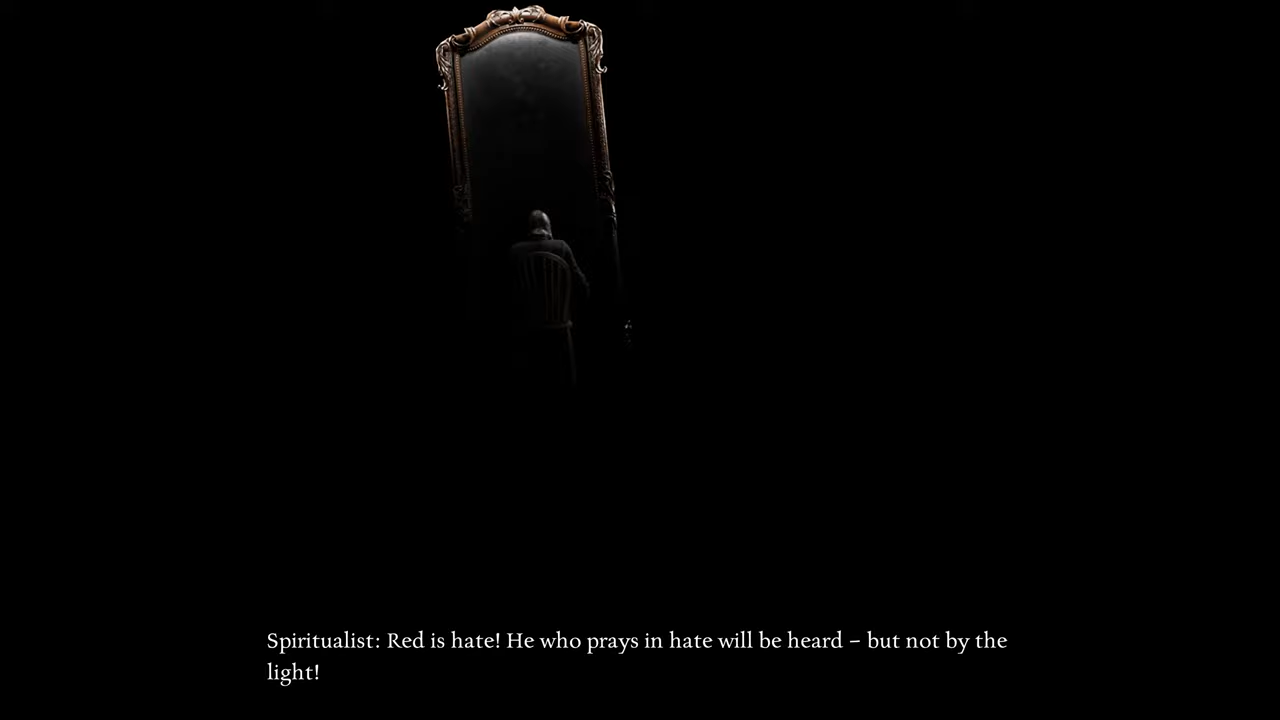 Spiritualist: Red is hate! He who prays in hate will be heard – but not by the
light!